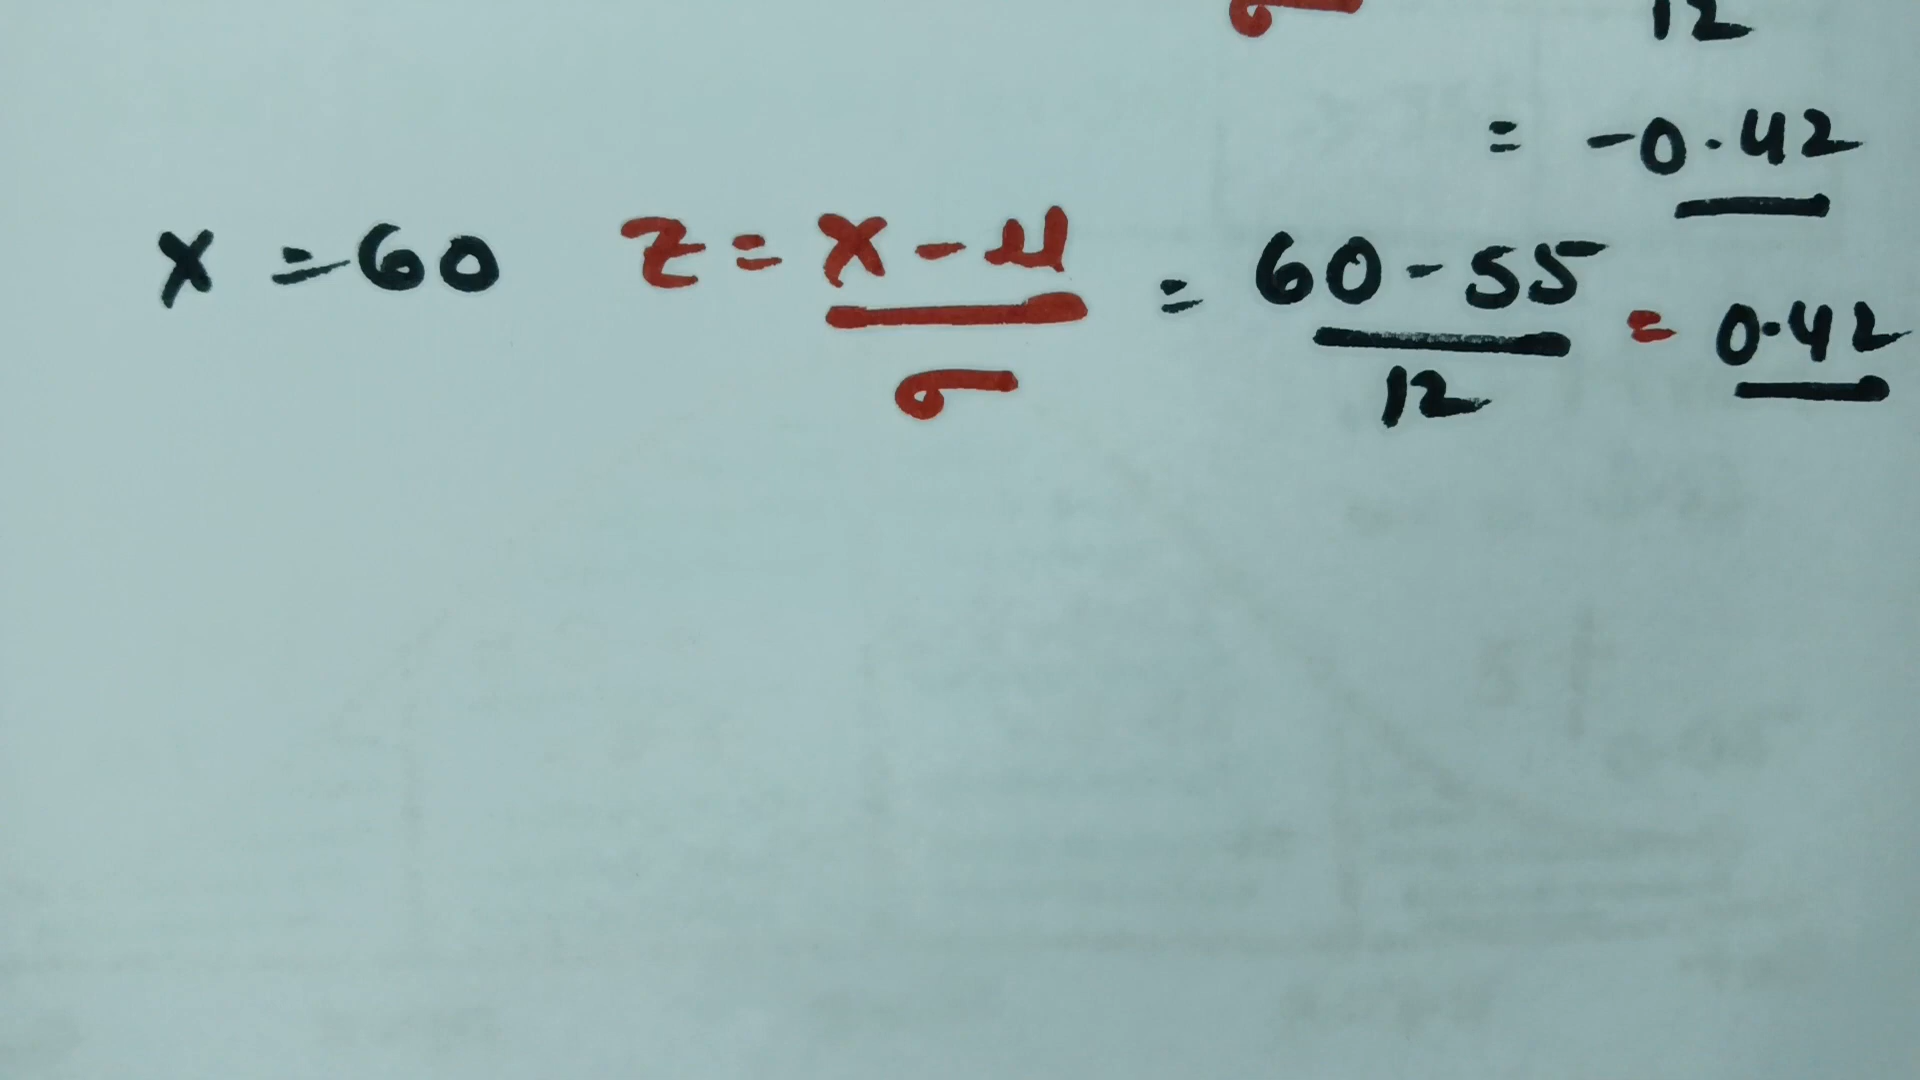 σ 12
= -0.42
x = 60 z = x - μ = 60 - 55 = 0.42
σ 12